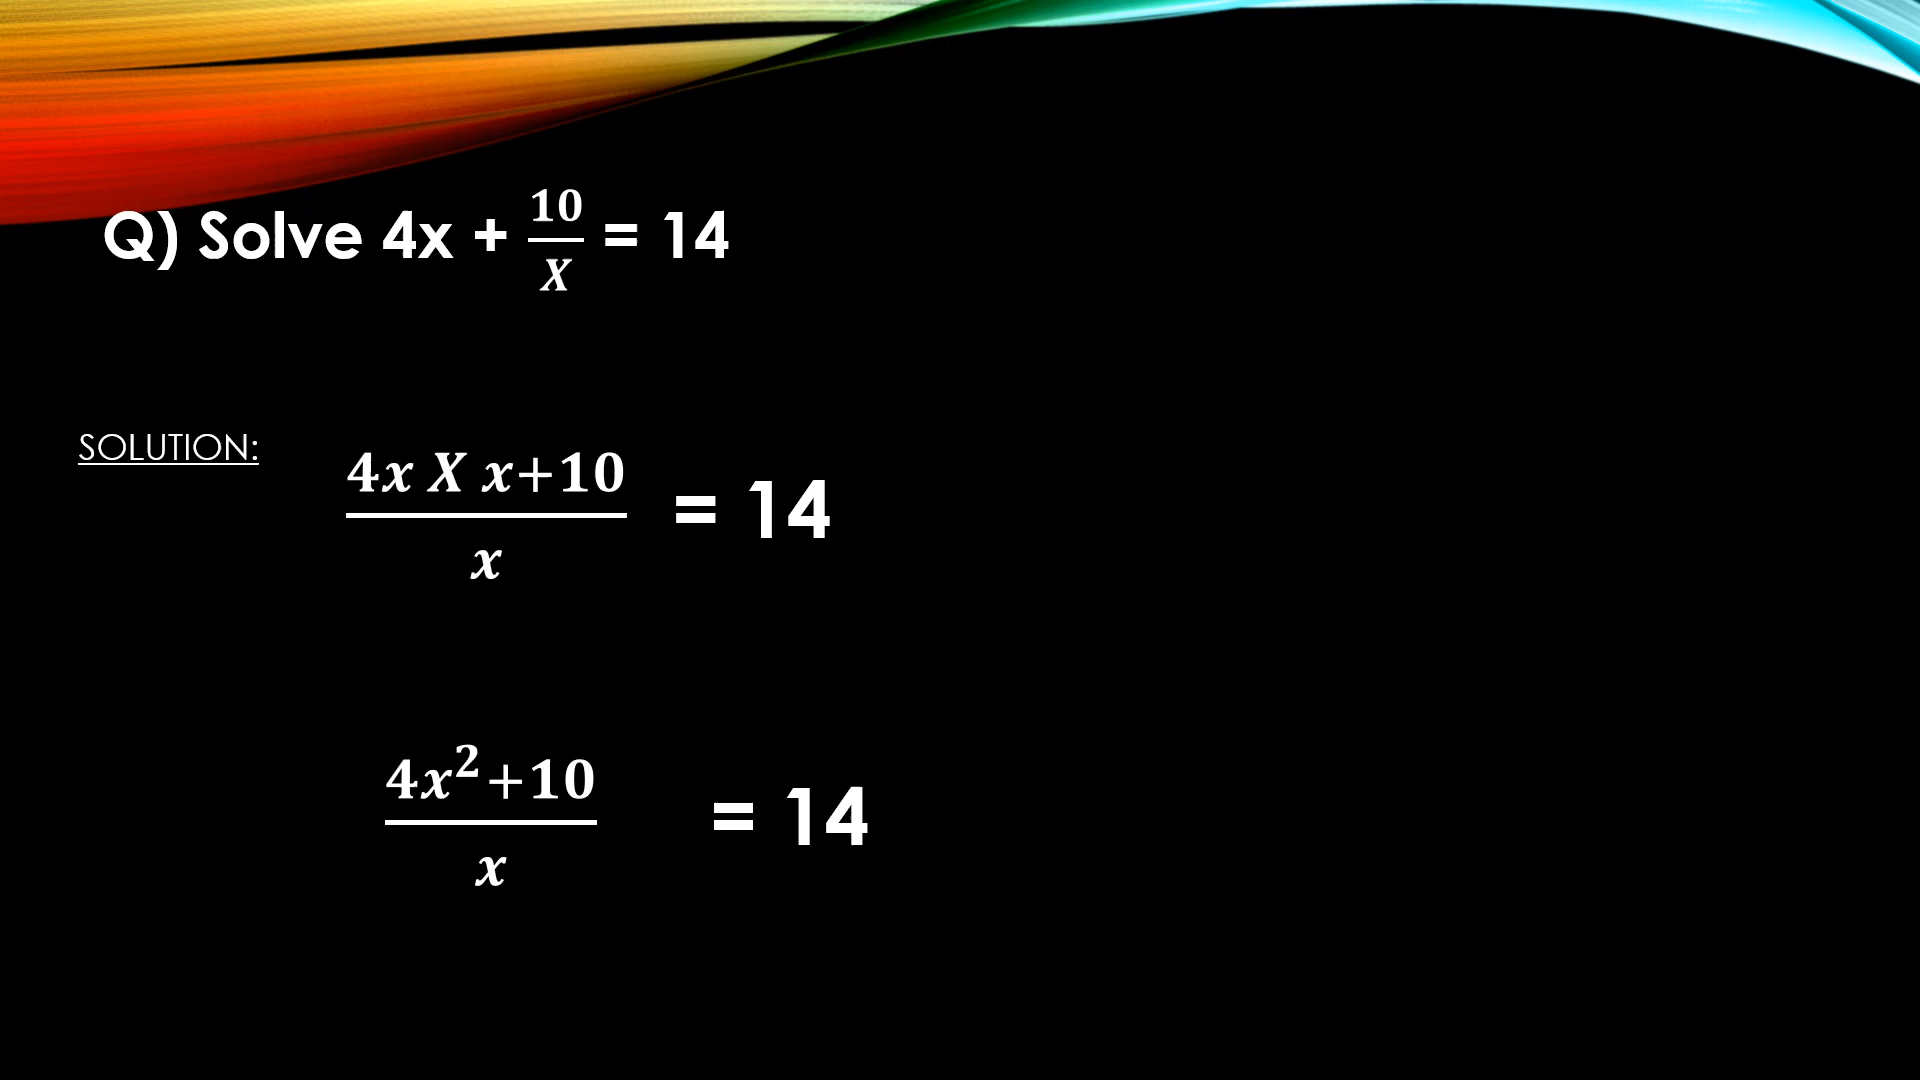 Q) Solve 4x + 10/X = 14
SOLUTION:
4x X x+10/x = 14
4x²+10/x = 14